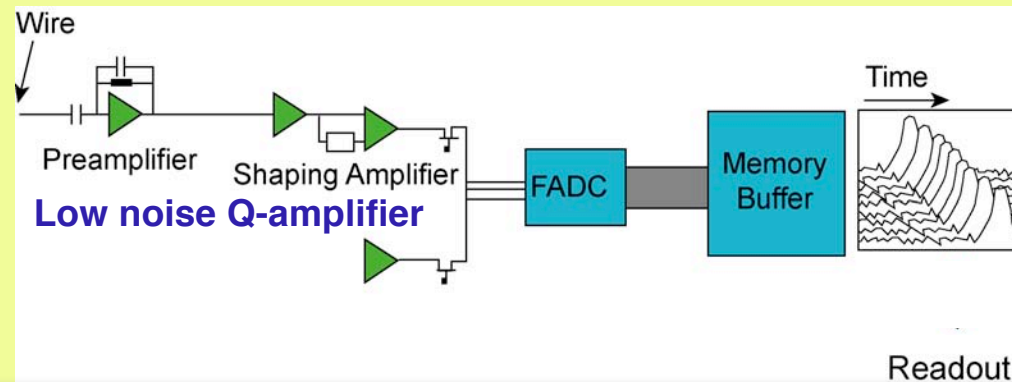 Wire
Time
Preamplifier
Shaping Amplifier
FADC
Memory
Buffer
Low noise Q-amplifier
Readout